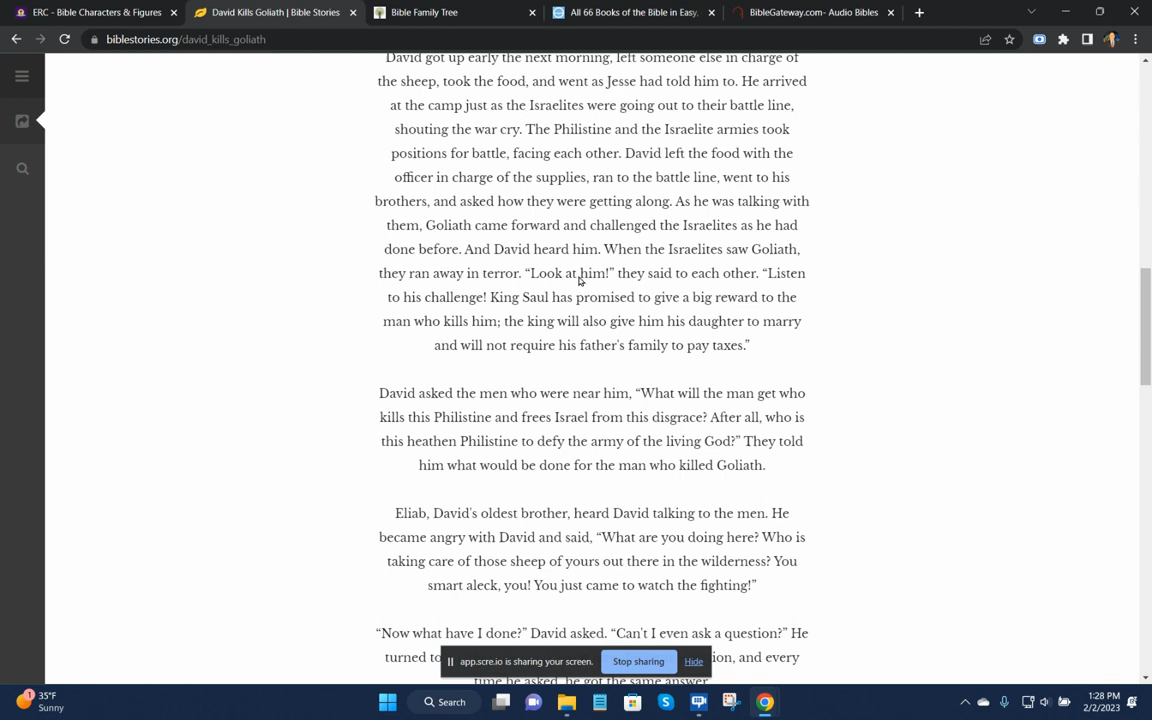 ERC - Bible Characters & Figures
David Kills Goliath | Bible Stories
Bible Family Tree
All 66 Books of the Bible in Easy,
BibleGateway.com- Audio Bibles
biblestories.org/david_kills_goliath
David got up early the next morning, left someone else in charge of
the sheep, took the food, and went as Jesse had told him to. He arrived
at the camp just as the Israelites were going out to their battle line,
shouting the war cry. The Philistine and the Israelite armies took
positions for battle, facing each other. David left the food with the
officer in charge of the supplies, ran to the battle line, went to his
brothers, and asked how they were getting along. As he was talking with
them, Goliath came forward and challenged the Israelites as he had
done before. And David heard him. When the Israelites saw Goliath,
they ran away in terror. “Look at him!” they said to each other. “Listen
to his challenge! King Saul has promised to give a big reward to the
man who kills him; the king will also give him his daughter to marry
and will not require his father's family to pay taxes.”
David asked the men who were near him, “What will the man get who
kills this Philistine and frees Israel from this disgrace? After all, who is
this heathen Philistine to defy the army of the living God?” They told
him what would be done for the man who killed Goliath.
Eliab, David's oldest brother, heard David talking to the men. He
became angry with David and said, “What are you doing here? Who is
taking care of those sheep of yours out there in the wilderness? You
smart aleck, you! You just came to watch the fighting!”
“Now what have I done?” David asked. “Can't I even ask a question?” He
turned to ion, and every
time he asked, he got the same answer.
app.scre.io is sharing your screen. Stop sharing Hide
1
35°F
Sunny
Search
1:28 PM
2/2/2023